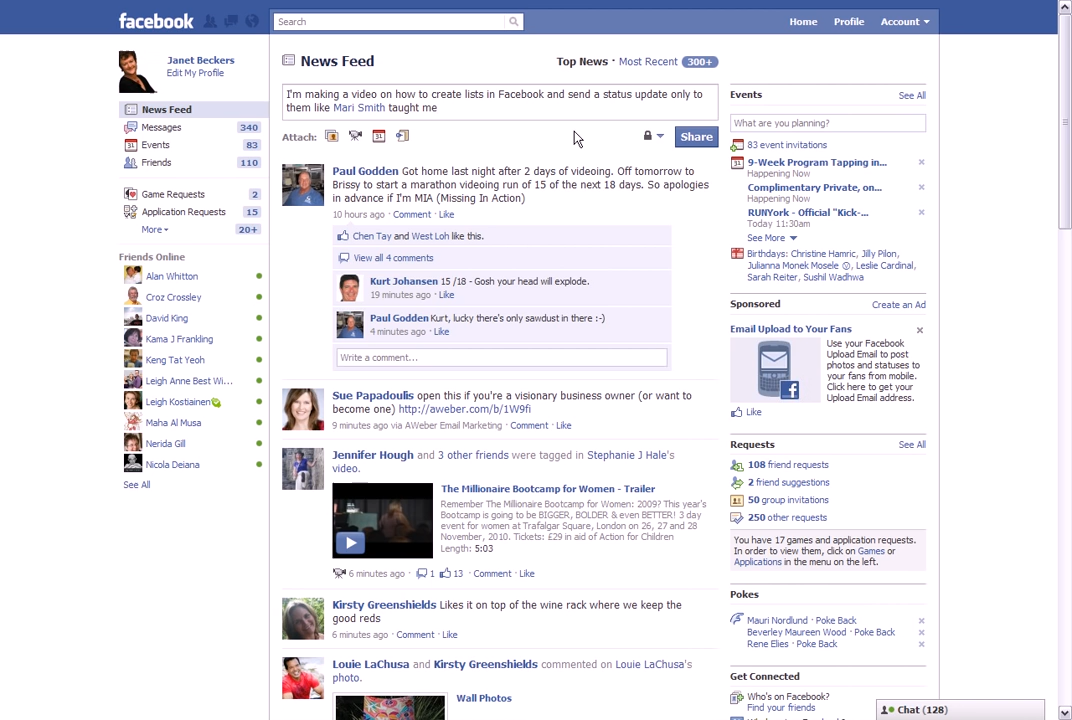 facebook
Search
Home Profile Account
Janet Beckers
Edit My Profile
News Feed
Messages 340
Events 83
Friends 110
Game Requests 2
Application Requests 15
More 20+
Friends Online
Alan Whitton
Croz Crossley
David King
Kama J Frankling
Keng Tat Yeoh
Leigh Anne Best Wi...
Leigh Kostiainen
Maha Al Musa
Nerida Gill
Nicola Deiana
See All
News Feed
Top News · Most Recent 300+
I'm making a video on how to create lists in Facebook and send a status update only to
them like Mari Smith taught me
Attach: 31
Share
Paul Godden Got home last night after 2 days of videoing. Off tomorrow to
Brissy to start a marathon videoing run of 15 of the next 18 days. So apologies
in advance if I'm MIA (Missing In Action)
10 hours ago · Comment · Like
Chen Tay and West Loh like this.
View all 4 comments
Kurt Johansen 15 /18 - Gosh your head will explode.
19 minutes ago · Like
Paul Godden Kurt, lucky there's only sawdust in there :-)
4 minutes ago · Like
Write a comment...
Sue Papadoulis open this if you're a visionary business owner (or want to
become one) http://aweber.com/b/1W9fi
9 minutes ago via AWeber Email Marketing · Comment · Like
Jennifer Hough and 3 other friends were tagged in Stephanie J Hale's
video.
The Millionaire Bootcamp for Women - Trailer
Remember The Millionaire Bootcamp for Women: 2009? This year's
Bootcamp is going to be BIGGER, BOLDER & even BETTER! 3 day
event for women at Trafalgar Square, London on 26, 27 and 28
November, 2010. Tickets: £29 in aid of Action for Children
Length: 5:03
6 minutes ago · 1 13 · Comment · Like
Kirsty Greenshields Likes it on top of the wine rack where we keep the
good reds
6 minutes ago · Comment · Like
Louie LaChusa and Kirsty Greenshields commented on Louie LaChusa's
photo.
Wall Photos
Events See All
What are you planning?
83 event invitations
31 9-Week Program Tapping in...
Happening Now
Complimentary Private, on...
Happening Now
RUNYork - Official "Kick-...
Today 11:30am
See More
Birthdays: Christine Hamric, Jilly Pilon,
Julianna Monek Mosele ☺, Leslie Cardinal,
Sarah Reiter, Sushil Wadhwa
Sponsored Create an Ad
Email Upload to Your Fans
Use your Facebook
Upload Email to post
photos and statuses to
your fans from mobile.
Click here to get your
Upload Email address.
Like
Requests See All
108 friend requests
2 friend suggestions
50 group invitations
250 other requests
You have 17 games and application requests.
In order to view them, click on Games or
Applications in the menu on the left.
Pokes
Mauri Nordlund · Poke Back
Beverley Maureen Wood · Poke Back
Rene Elies · Poke Back
Get Connected
Who's on Facebook?
Find your friends
Chat (128)